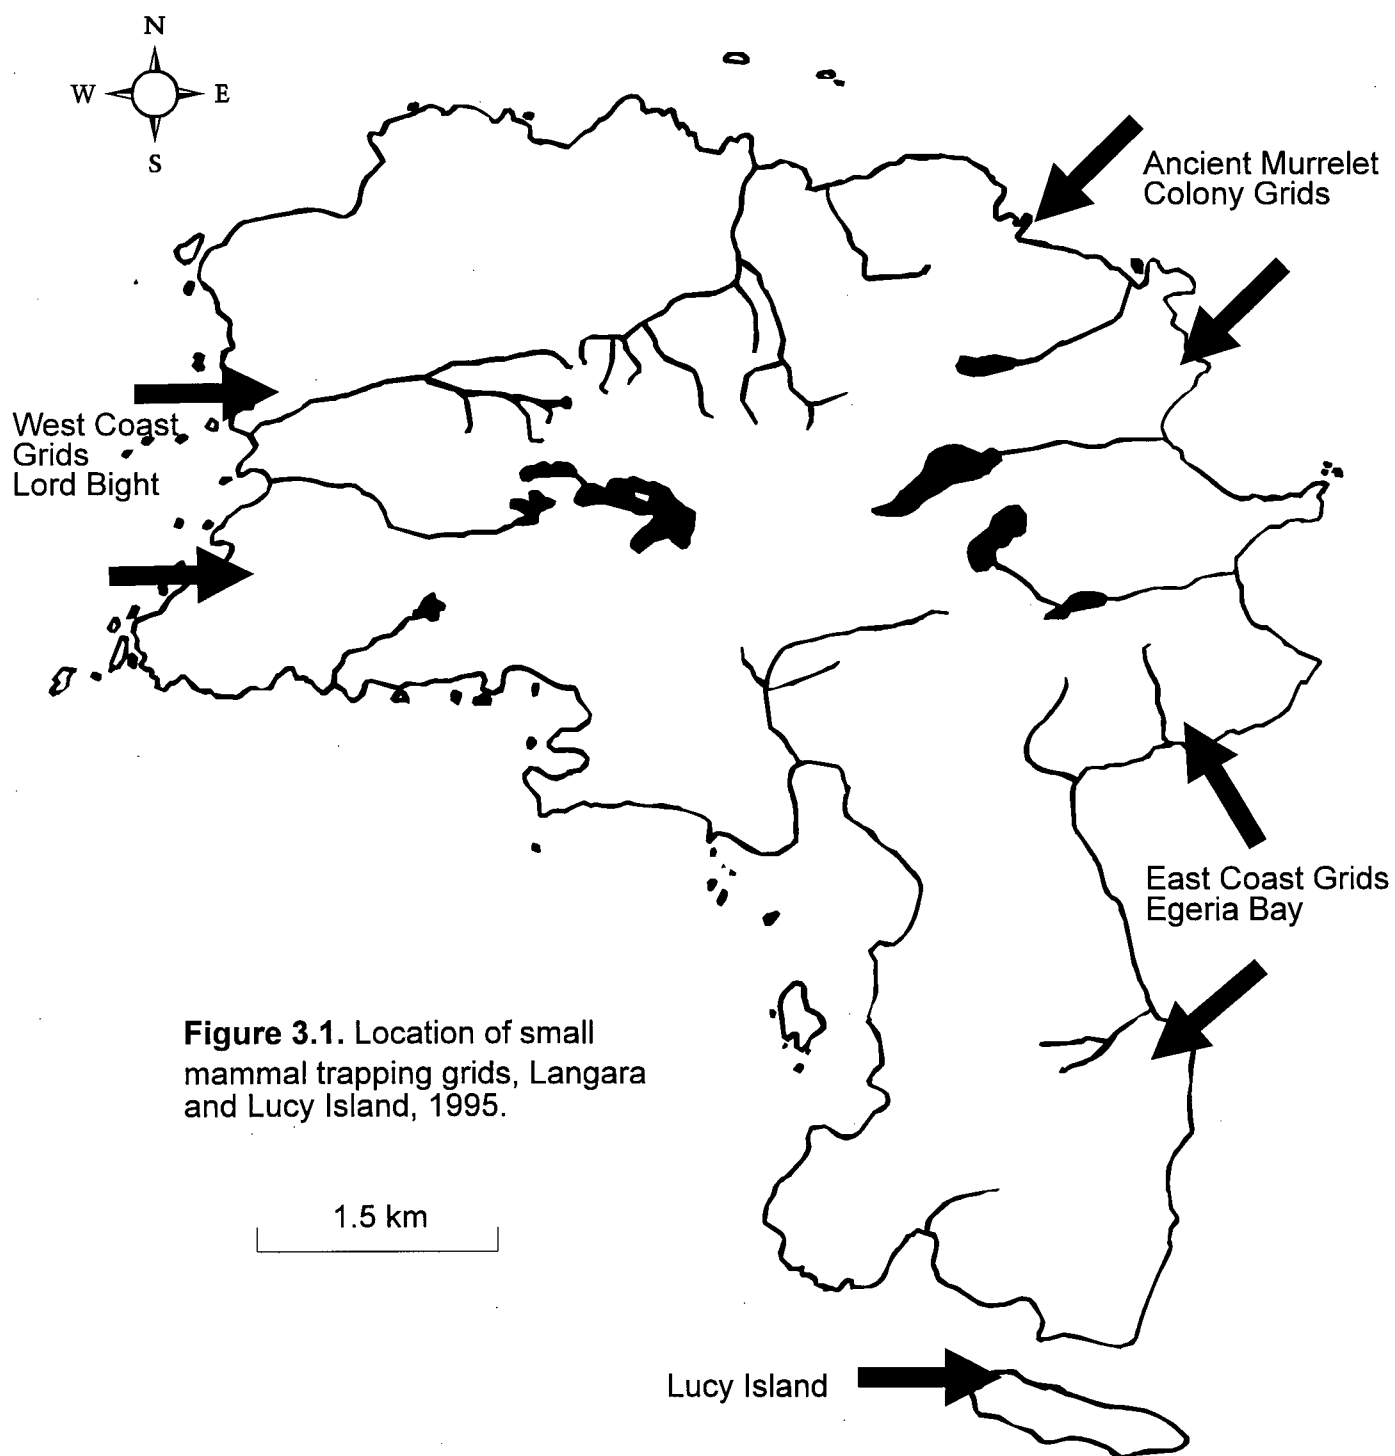 N
W E
S
Ancient Murrelet
Colony Grids
West Coast
Grids
Lord Bight
East Coast Grids
Egeria Bay
Figure 3.1. Location of small
mammal trapping grids, Langara
and Lucy Island, 1995.
1.5 km
Lucy Island